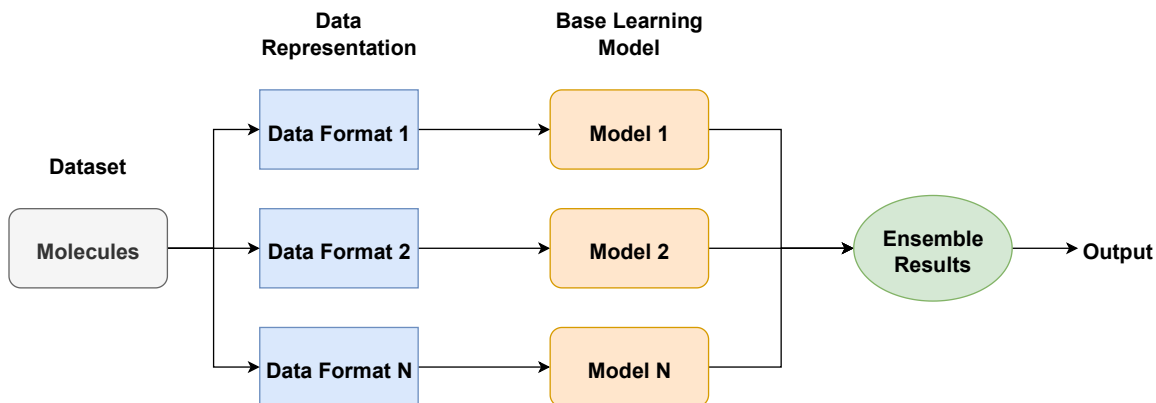 Data
Representation
Base Learning
Model
Dataset
Molecules
Data Format 1
Model 1
Data Format 2
Model 2
Data Format N
Model N
Ensemble
Results
Output